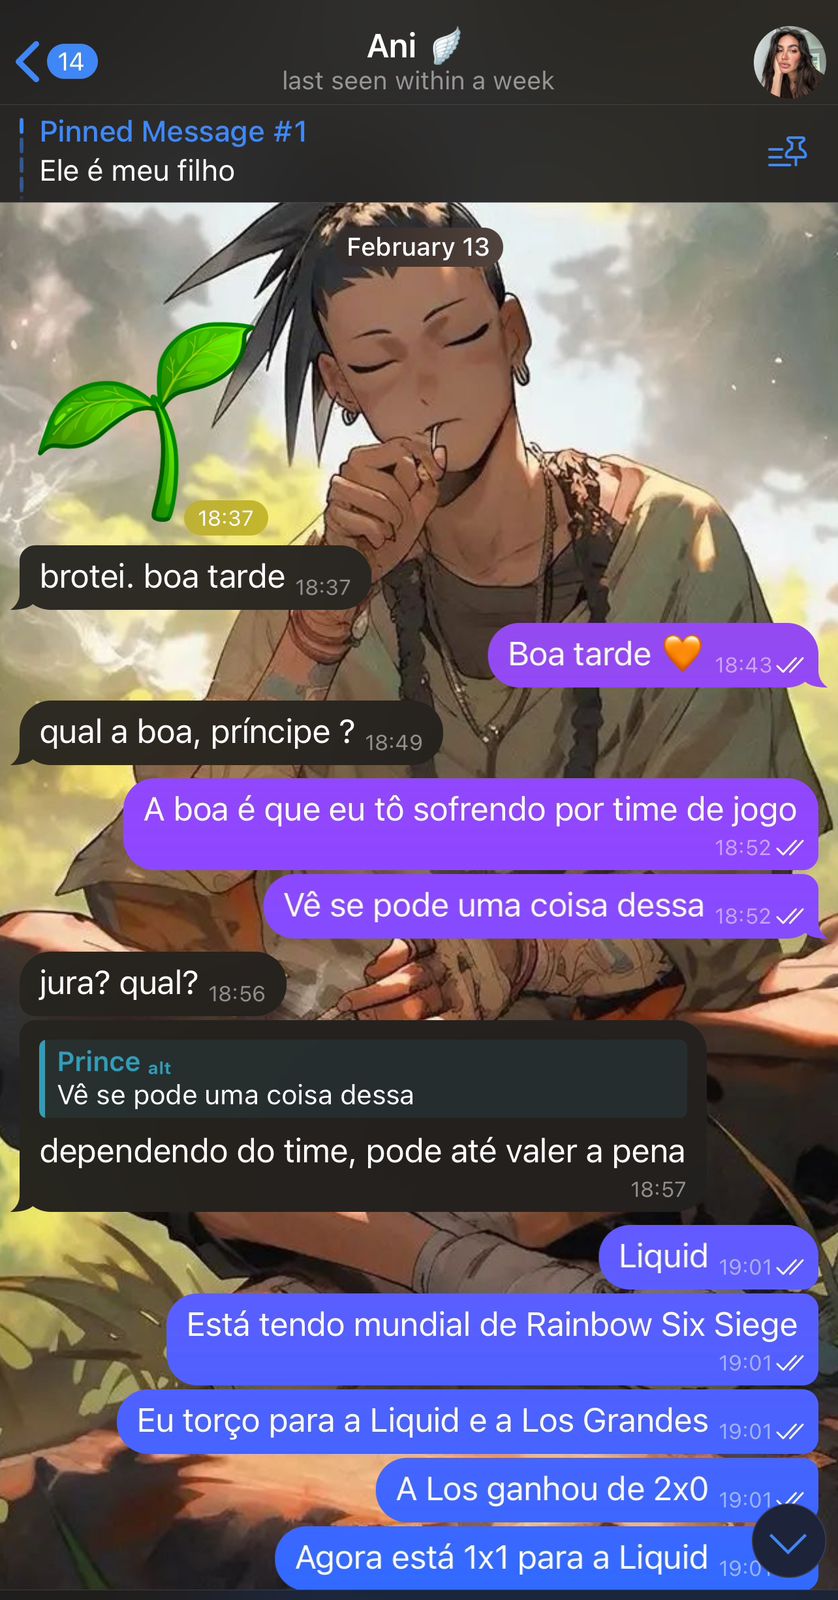 14
Ani 🪽
last seen within a week
Pinned Message #1
Ele é meu filho
February 13
18:37
brotei. boa tarde 18:37
Boa tarde 🧡 18:43
qual a boa, príncipe ? 18:49
A boa é que eu tô sofrendo por time de jogo
18:52
Vê se pode uma coisa dessa 18:52
jura? qual? 18:56
Prince alt
Vê se pode uma coisa dessa
dependendo do time, pode até valer a pena
18:57
Liquid 19:01
Está tendo mundial de Rainbow Six Siege
19:01
Eu torço para a Liquid e a Los Grandes 19:01
A Los ganhou de 2x0 19:01
Agora está 1x1 para a Liquid